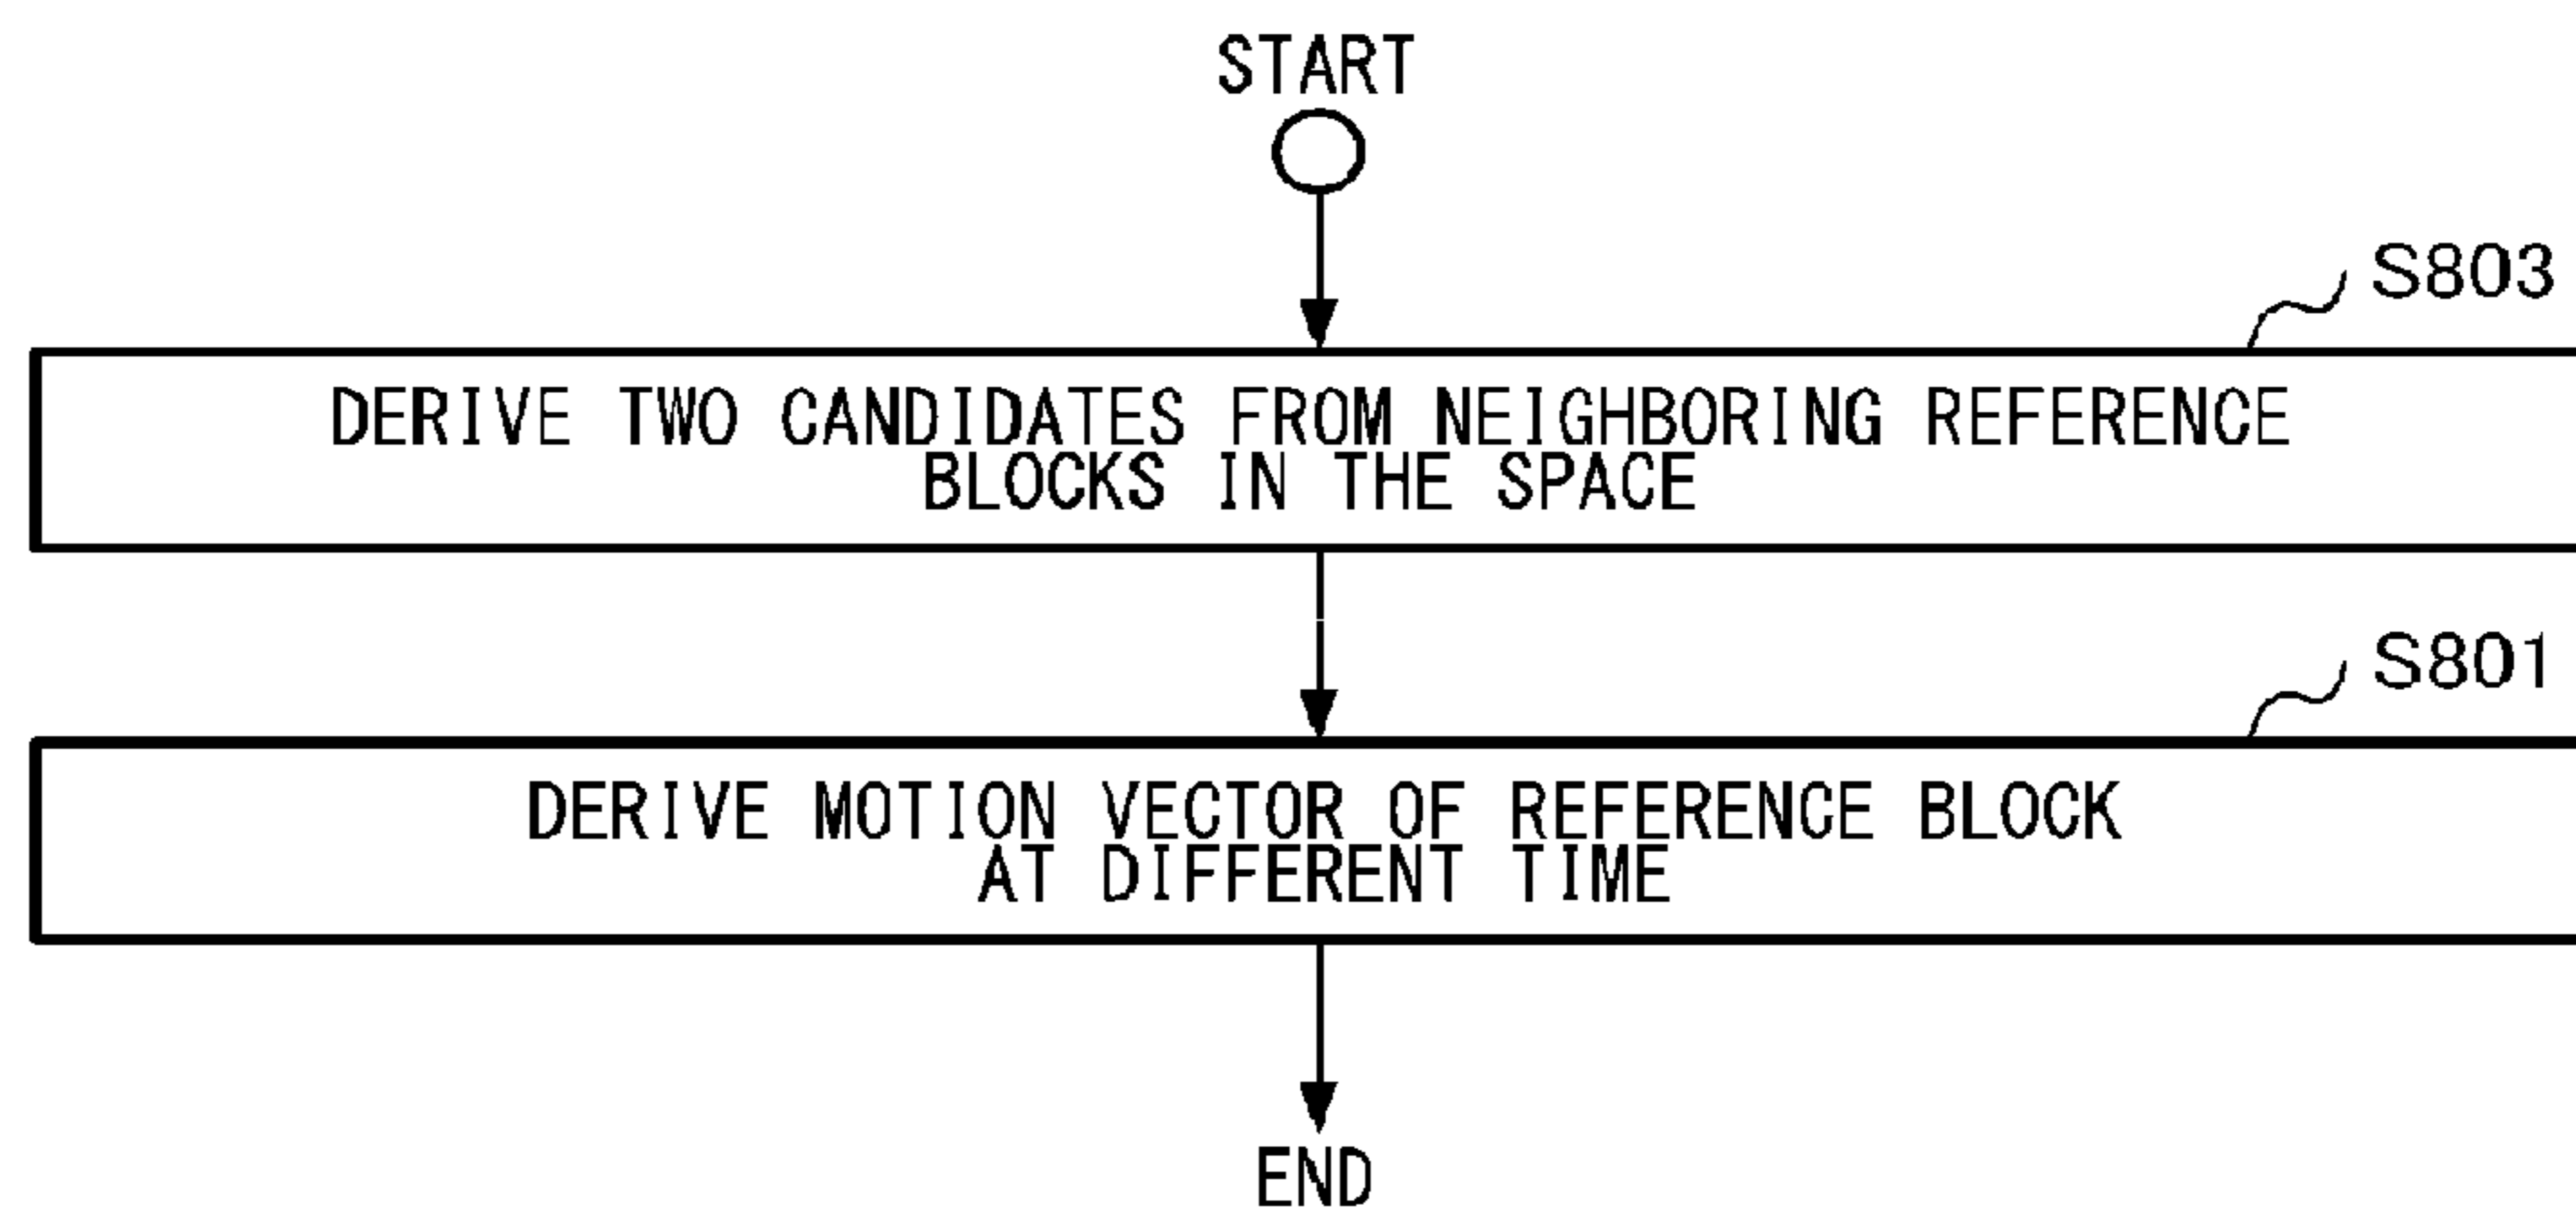 START
S803
DERIVE TWO CANDIDATES FROM NEIGHBORING REFERENCE
BLOCKS IN THE SPACE
S801
DERIVE MOTION VECTOR OF REFERENCE BLOCK
AT DIFFERENT TIME
END